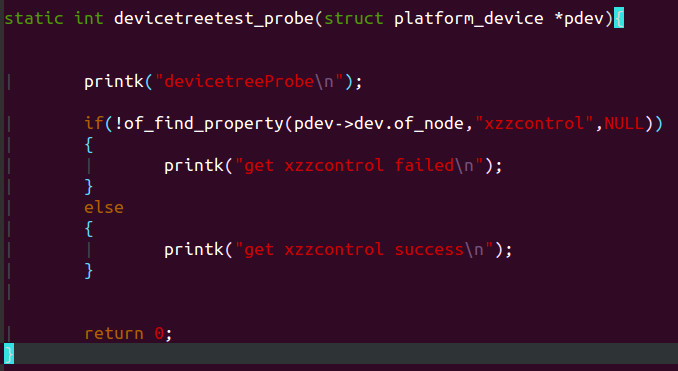 static int devicetreetest_probe(struct platform_device *pdev){
printk("devicetreeProbe\n");
if(!of_find_property(pdev->dev.of_node,"xzzcontrol",NULL))
{
printk("get xzzcontrol failed\n");
}
else
{
printk("get xzzcontrol success\n");
}
return 0;
}